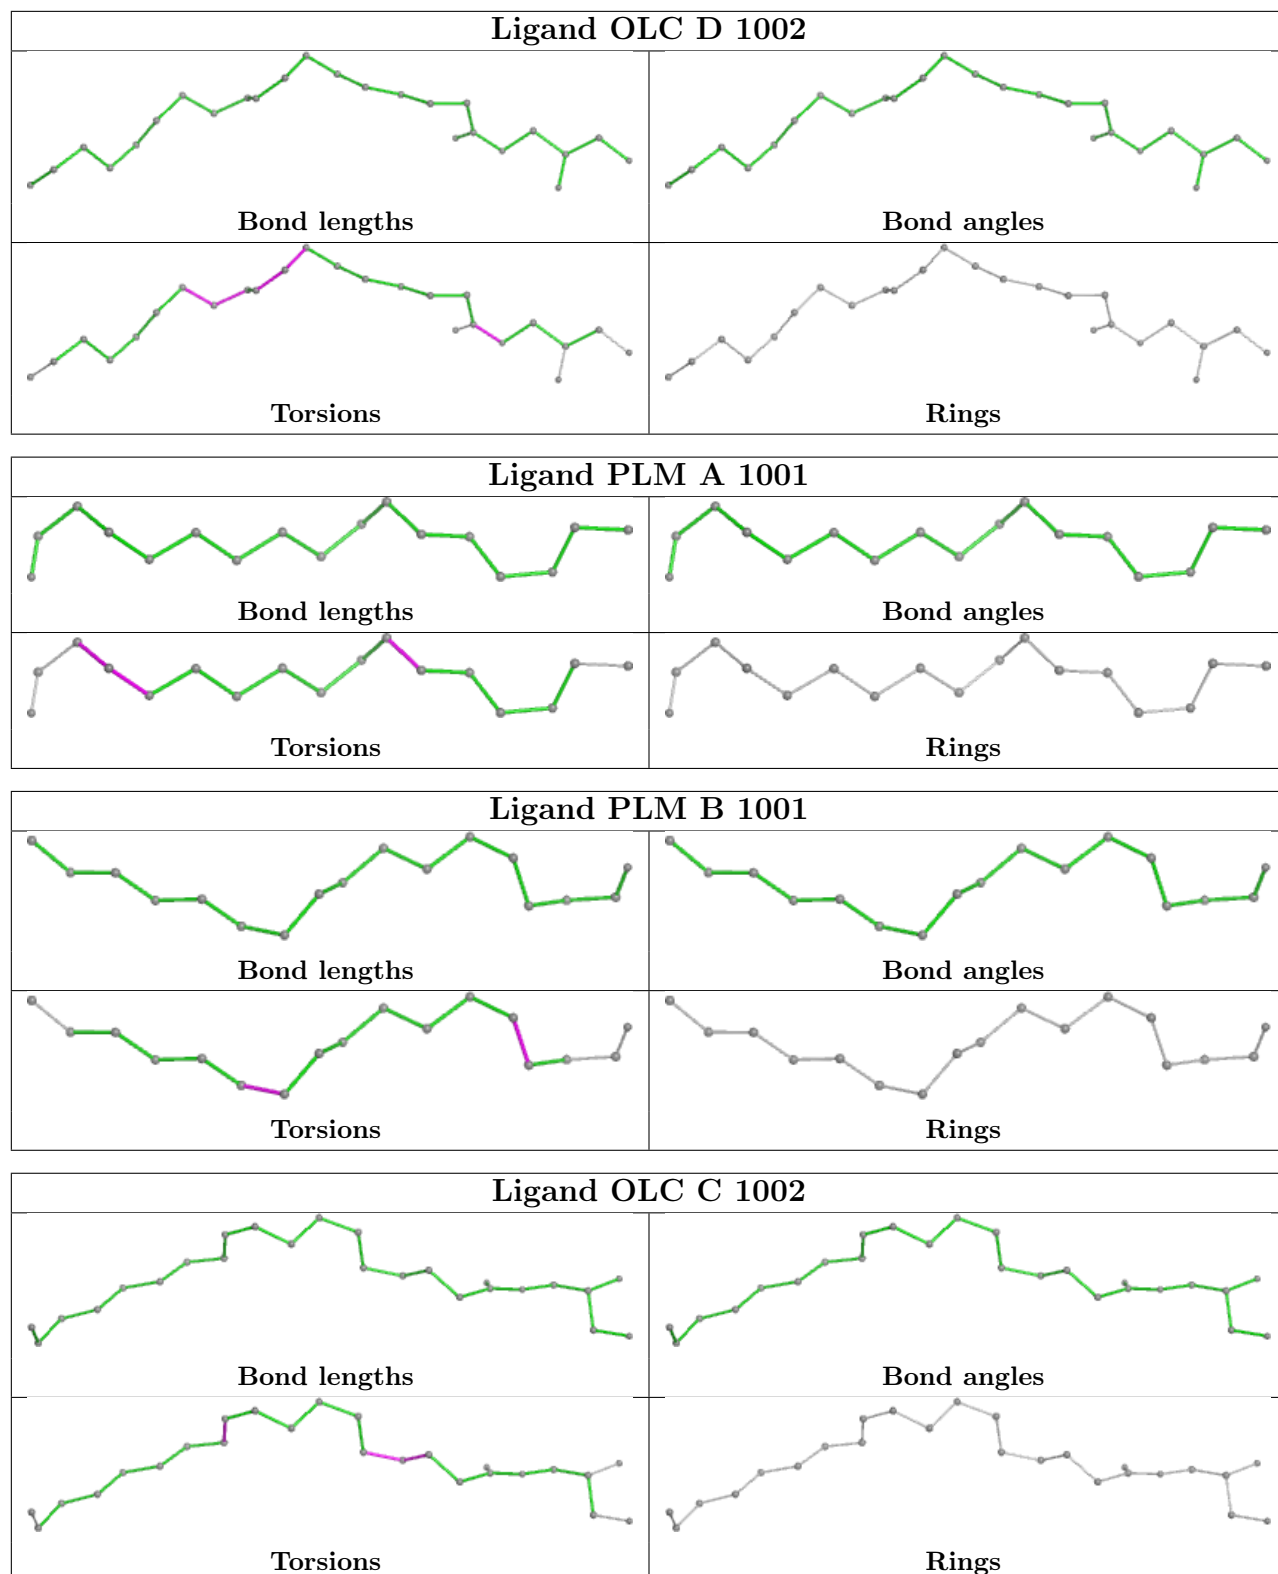 Ligand OLC D 1002
Bond lengths Bond angles
Torsions Rings
Ligand PLM A 1001
Bond lengths Bond angles
Torsions Rings
Ligand PLM B 1001
Bond lengths Bond angles
Torsions Rings
Ligand OLC C 1002
Bond lengths Bond angles
Torsions Rings